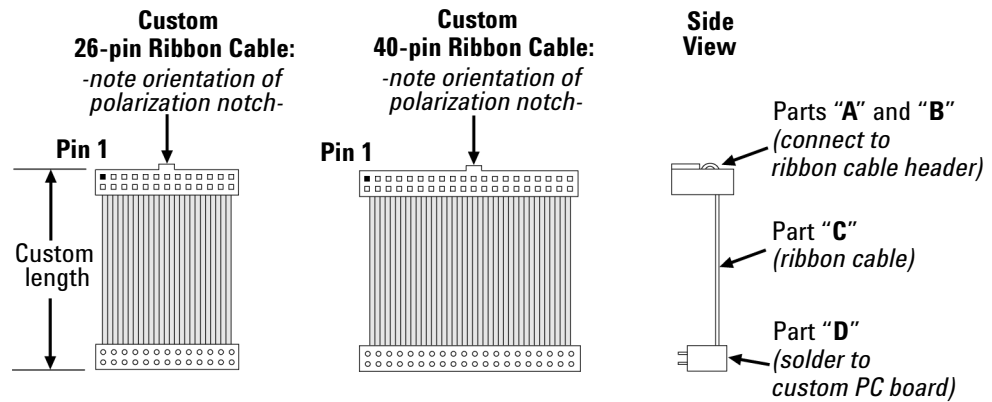 Custom
26-pin Ribbon Cable:
-note orientation of
polarization notch-
Pin 1
Custom
length
Custom
40-pin Ribbon Cable:
-note orientation of
polarization notch-
Pin 1
Side
View
Parts “A” and “B”
(connect to
ribbon cable header)
Part “C”
(ribbon cable)
Part “D”
(solder to
custom PC board)